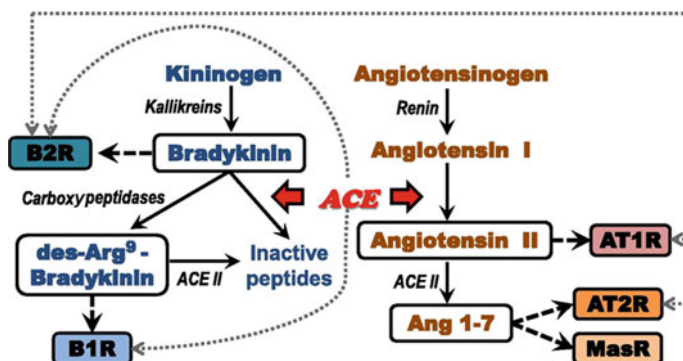 Kininogen
Kallikreins
B2R
Bradykinin
Carboxypeptidases
des-Arg⁹-
Bradykinin
ACE II
Inactive
peptides
B1R
ACE
Angiotensinogen
Renin
Angiotensin I
Angiotensin II
AT1R
ACE II
Ang 1-7
AT2R
MasR